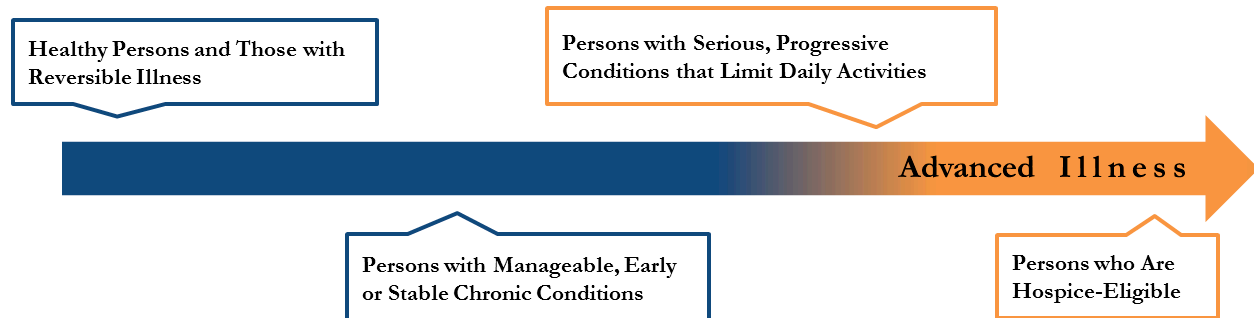 Healthy Persons and Those with
Reversible Illness
Persons with Serious, Progressive
Conditions that Limit Daily Activities
Advanced Illness
Persons with Manageable, Early
or Stable Chronic Conditions
Persons who Are
Hospice-Eligible